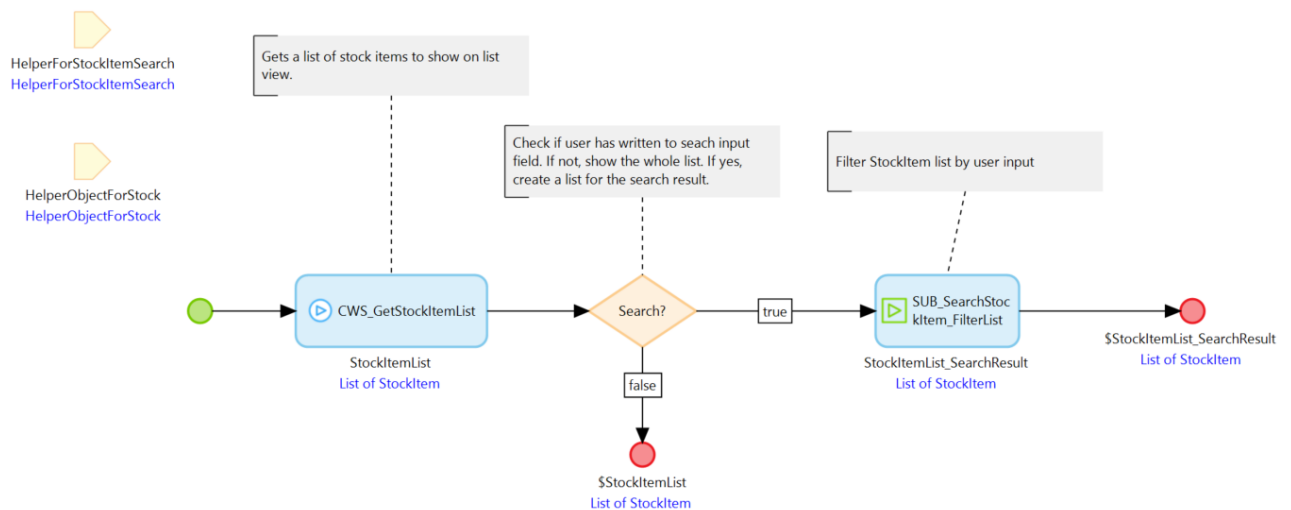 HelperForStockItemSearch
HelperForStockItemSearch
HelperObjectForStock
HelperObjectForStock
Gets a list of stock items to show on list
view.
Check if user has written to seach input
field. If not, show the whole list. If yes,
create a list for the search result.
Filter StockItem list by user input
CWS_GetStockItemList
StockItemList
List of StockItem
Search?
true
false
SUB_SearchStoc
kItem_FilterList
StockItemList_SearchResult
List of StockItem
$StockItemList_SearchResult
List of StockItem
$StockItemList
List of StockItem